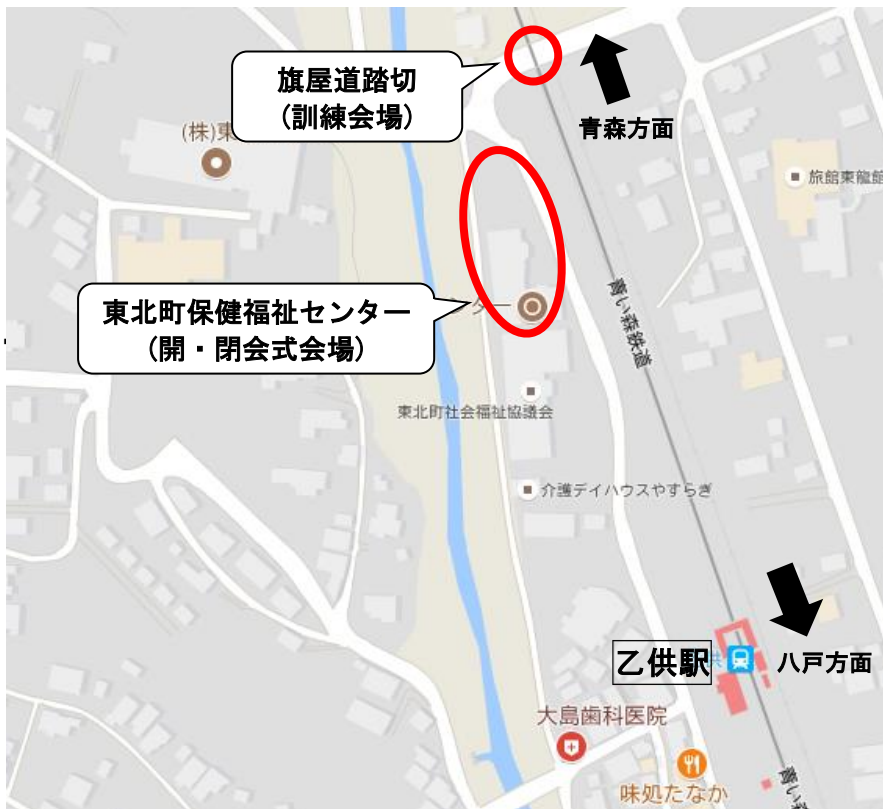 旗屋道踏切
(訓練会場)
青森方面
(株)東
旅館東龍館
東北町保健福祉センター
(開・閉会式会場)
ター
青い森鉄道
東北町社会福祉協議会
介護デイハウスやすらぎ
乙供駅
八戸方面
大島歯科医院
味処たなか
青い